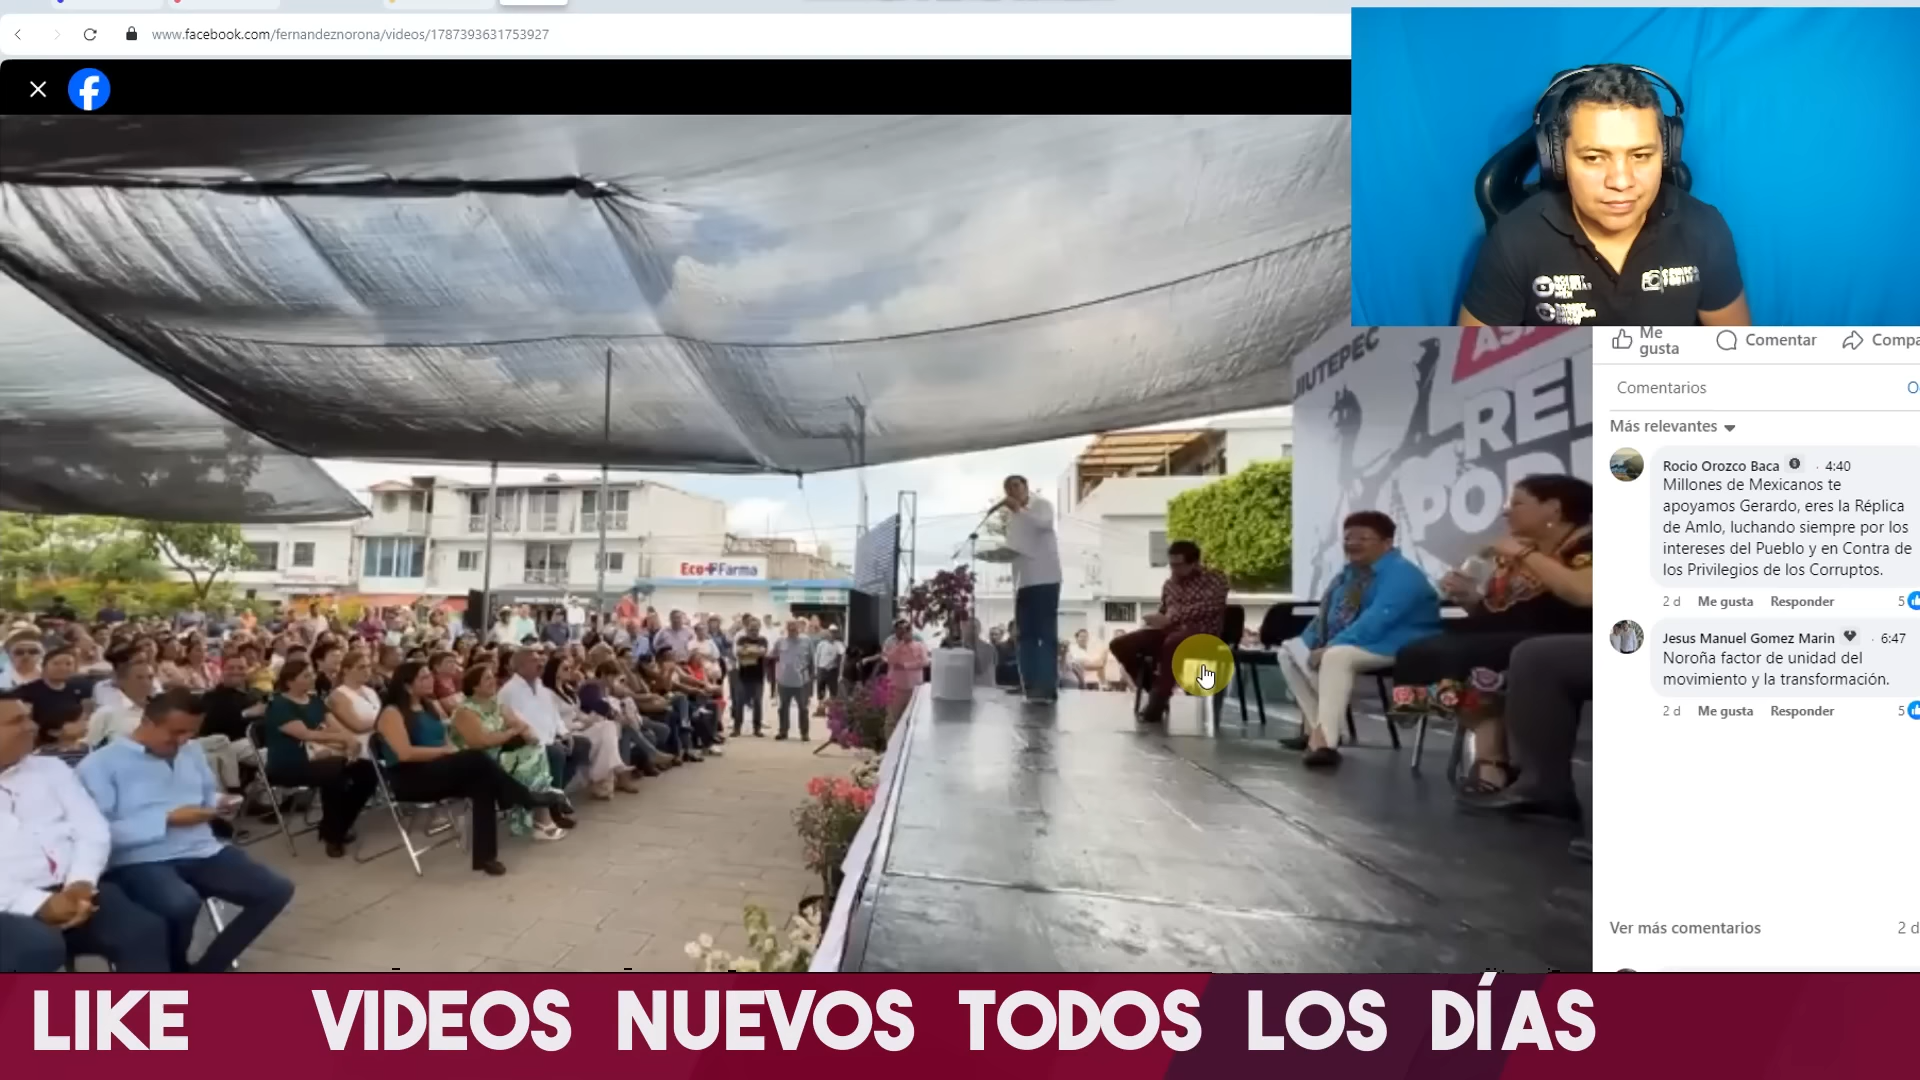 www.facebook.com/fernandeznorona/videos/1787393631753927
Me gusta
Comentar
Comentarios
Más relevantes
Rocio Orozco Baca · 4:40
Millones de Mexicanos te
apoyamos Gerardo, eres la Réplica
de Amlo, luchando siempre por los
intereses del Pueblo y en Contra de
los Privilegios de los Corruptos.
2 d Me gusta Responder 5
Jesus Manuel Gomez Marin · 6:47
Noroña factor de unidad del
movimiento y la transformación.
2 d Me gusta Responder 5
Ver más comentarios
Eco Farma
LIKE VIDEOS NUEVOS TODOS LOS DÍAS